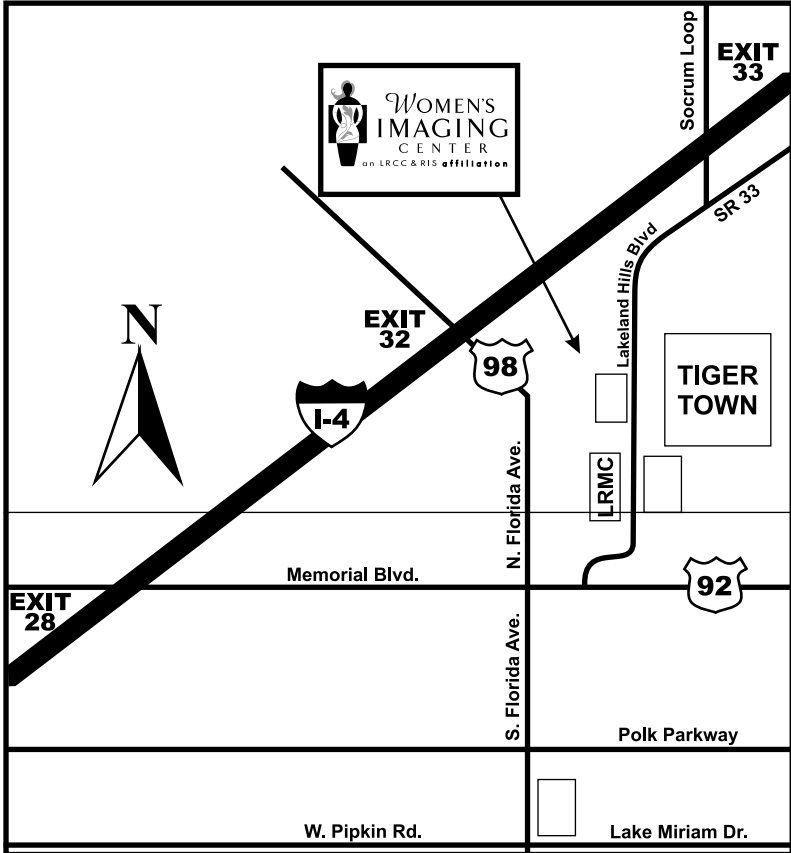 Socrum Loop
EXIT
33
WOMEN'S
IMAGING
CENTER
an LRCC & RIS affiliation
SR 33
Lakeland Hills Blvd
N
EXIT
32
98
TIGER
TOWN
I-4
N. Florida Ave.
LRMC
Memorial Blvd.
92
EXIT
28
S. Florida Ave.
Polk Parkway
W. Pipkin Rd.
Lake Miriam Dr.